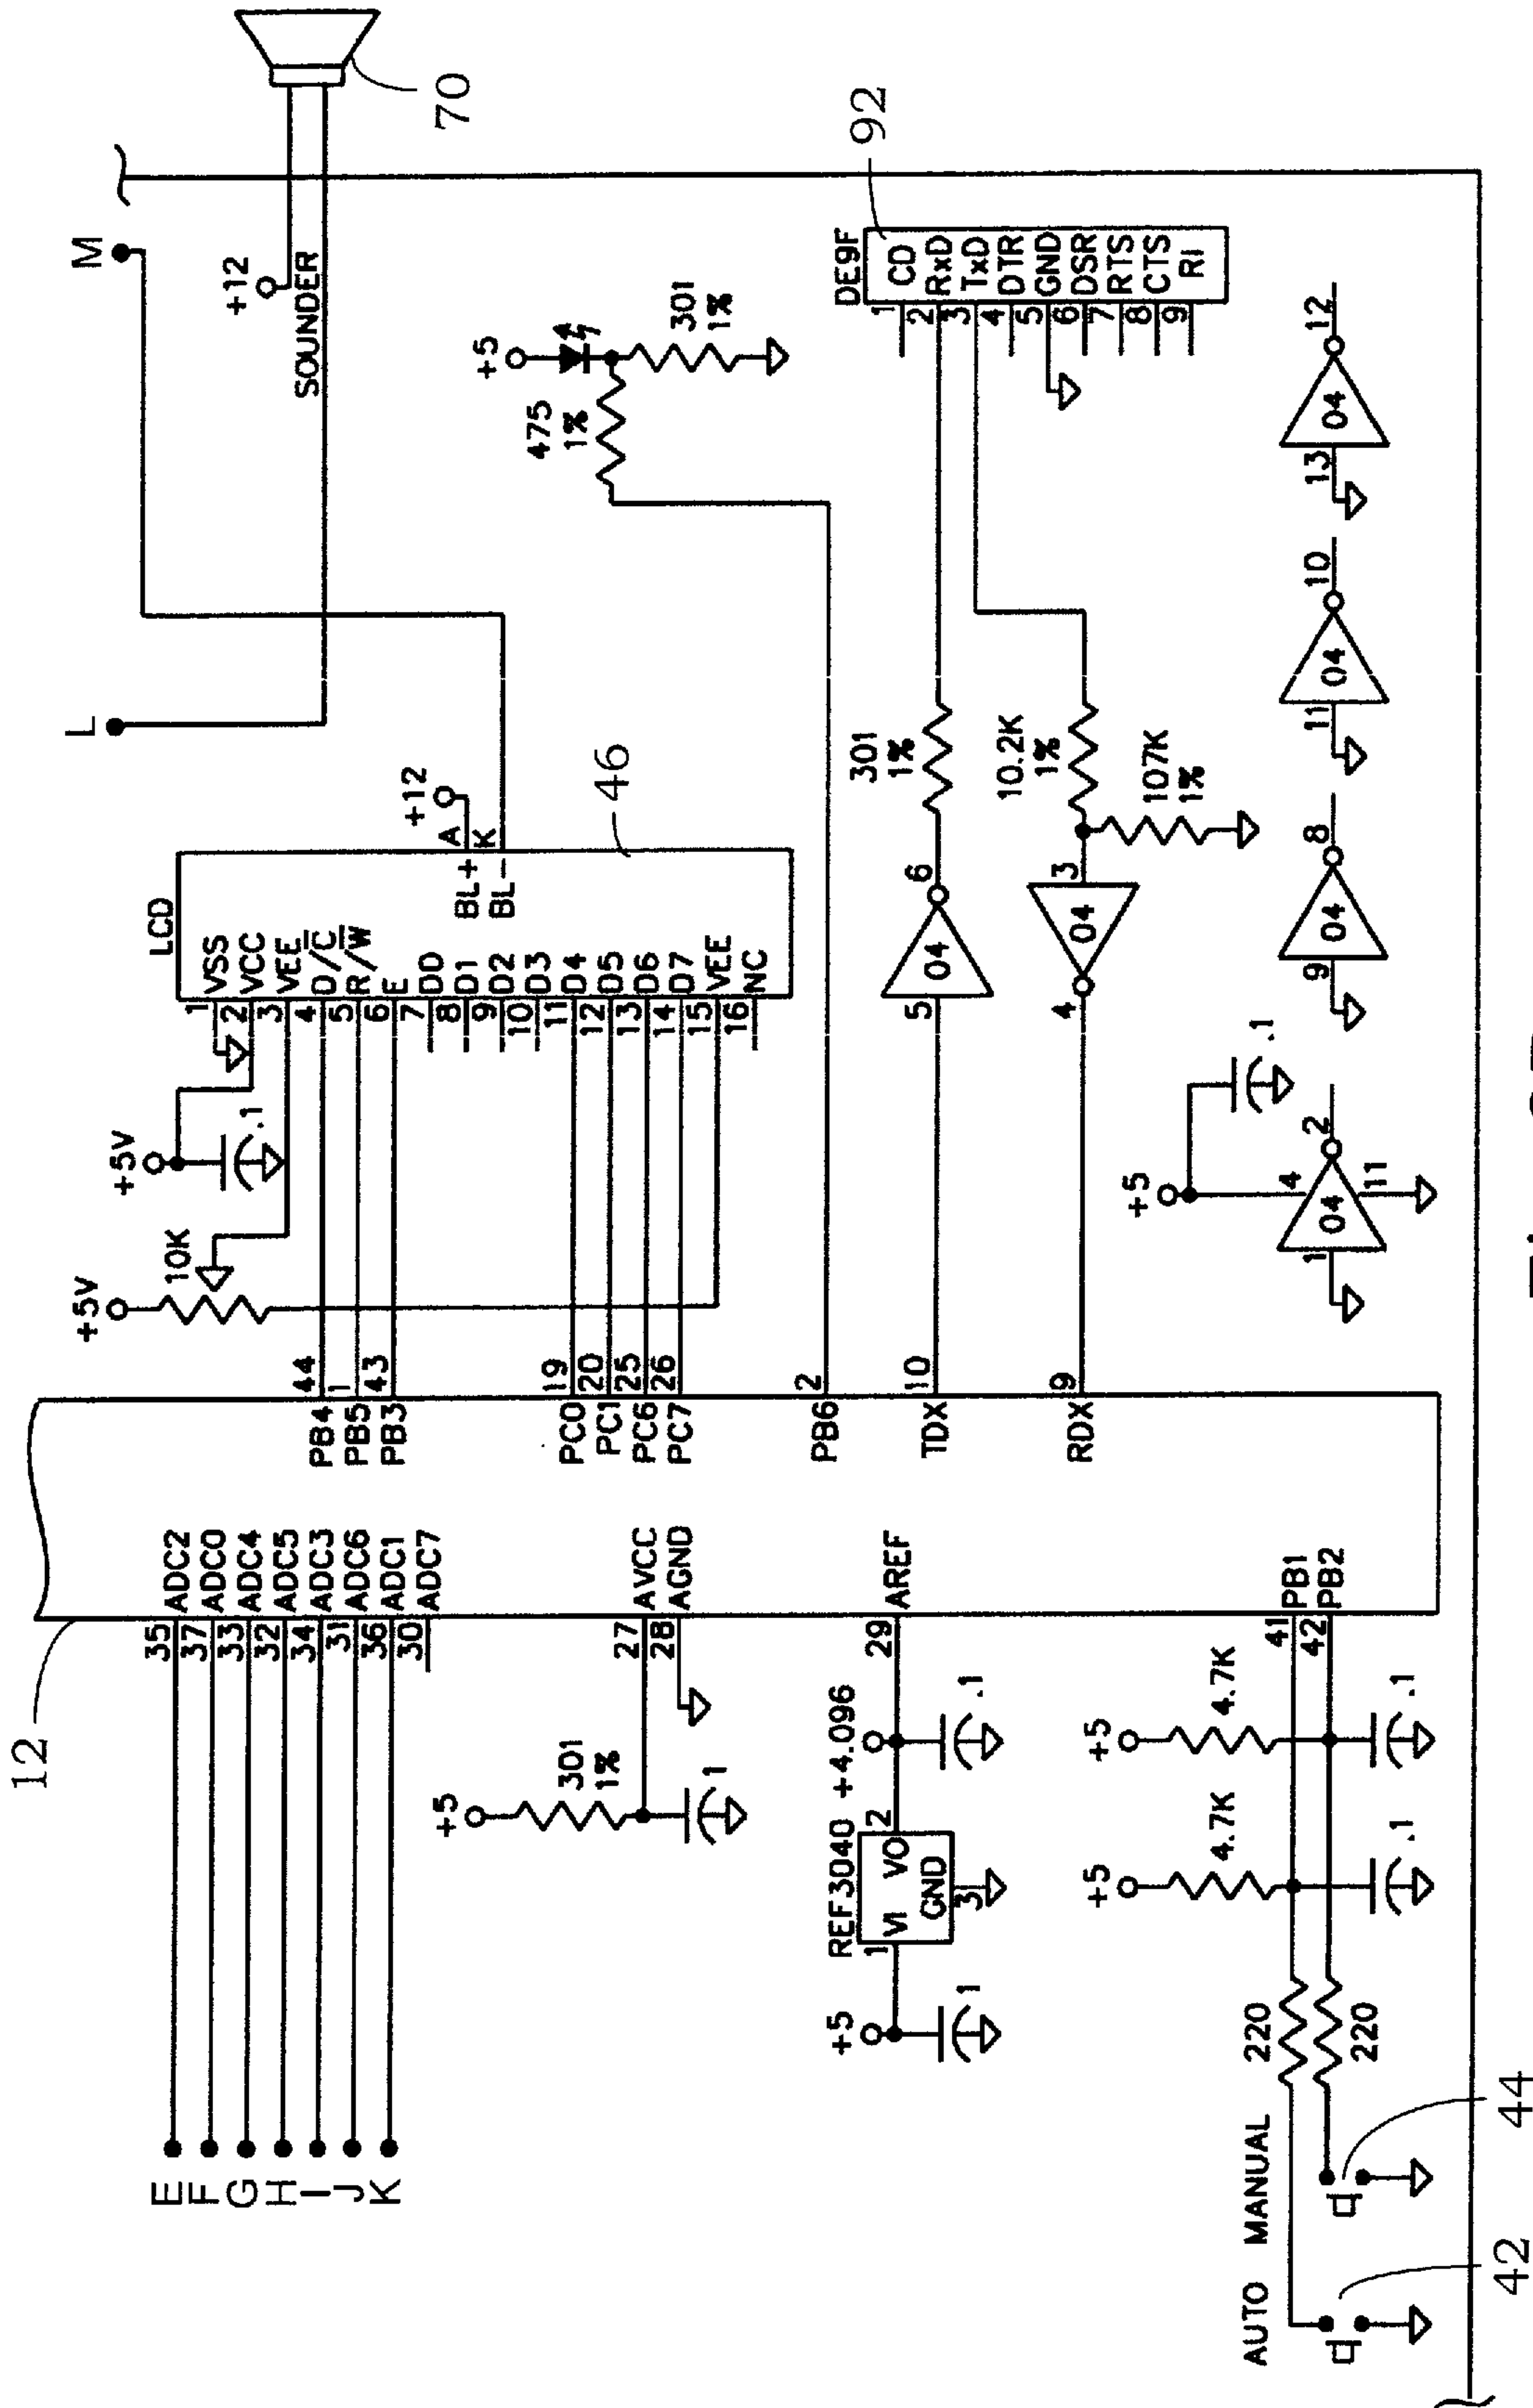 12
E
F
G
H
I
J
K
35 ADC2
37 ADC0
33 ADC4
32 ADC5
34 ADC3
31 ADC6
36 ADC1
30 ADC7
+5
301
1%
.1
27 AVCC
28 AGND
+5
.1
REF3040
1 VI
VO 2
GND
3
+4.096
.1
29 AREF
+5
4.7K
.1
+5
4.7K
.1
AUTO
MANUAL
220
220
42
44
41 PB1
42 PB2
PB4 44
PB5 1
PB3 43
PC0 19
PC1 20
PC6 25
PC7 26
PB6 2
TDX 10
RDX 9
+5V
10K
+5V
.1
LCD
1 VSS
2 VCC
3 VEE
4 D/C̅
5 R/W̅
6 E
7 D0
8 D1
9 D2
10 D3
11 D4
12 D5
13 D6
14 D7
15 VEE
16 NC
BL+ A
BL- K
+12
46
L
M
+12
SOUNDER
70
475
1%
+5
301
1%
5 04 6
301
1%
4 04 3
10.2K
1%
107K
1%
DE9F
92
1 CD
2 RxD
3 TxD
4 DTR
5 GND
6 DSR
7 RTS
8 CTS
9 RI
+5
.1
1 04 2
4
11
9 04 8
11 04 10
13 04 12